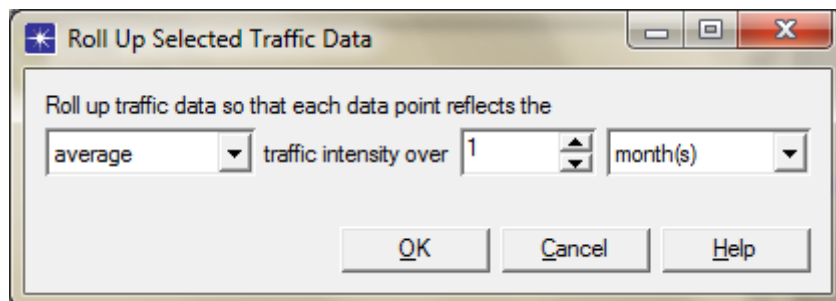 Roll Up Selected Traffic Data
Roll up traffic data so that each data point reflects the
average traffic intensity over 1 month(s)
OK Cancel Help